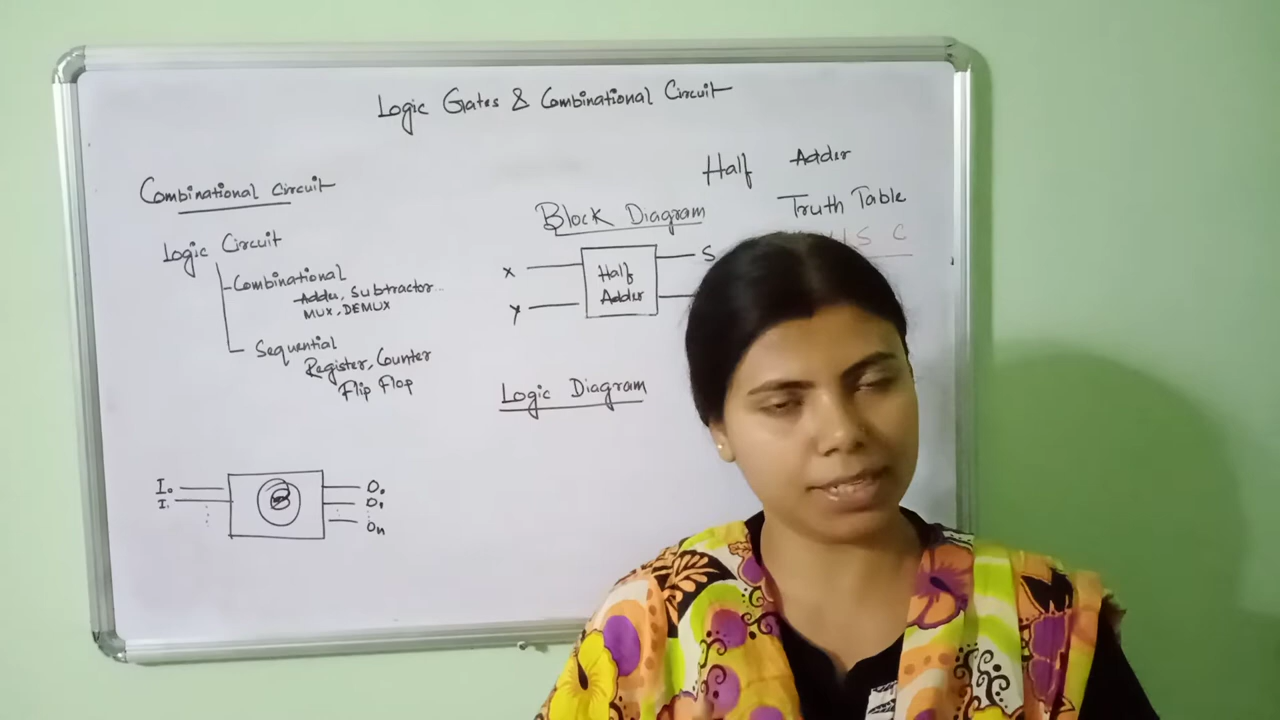 Logic Gates & Combinational Circuit
Combinational Circuit
Logic Circuit
Combinational
Adder, Subtractor...
MUX, DEMUX
Sequential
Register, Counter
Flip Flop
I0
I1
O0
O1
On
Half Adder
Block Diagram
x
y
Half
Adder
S
Truth Table
S C
Logic Diagram